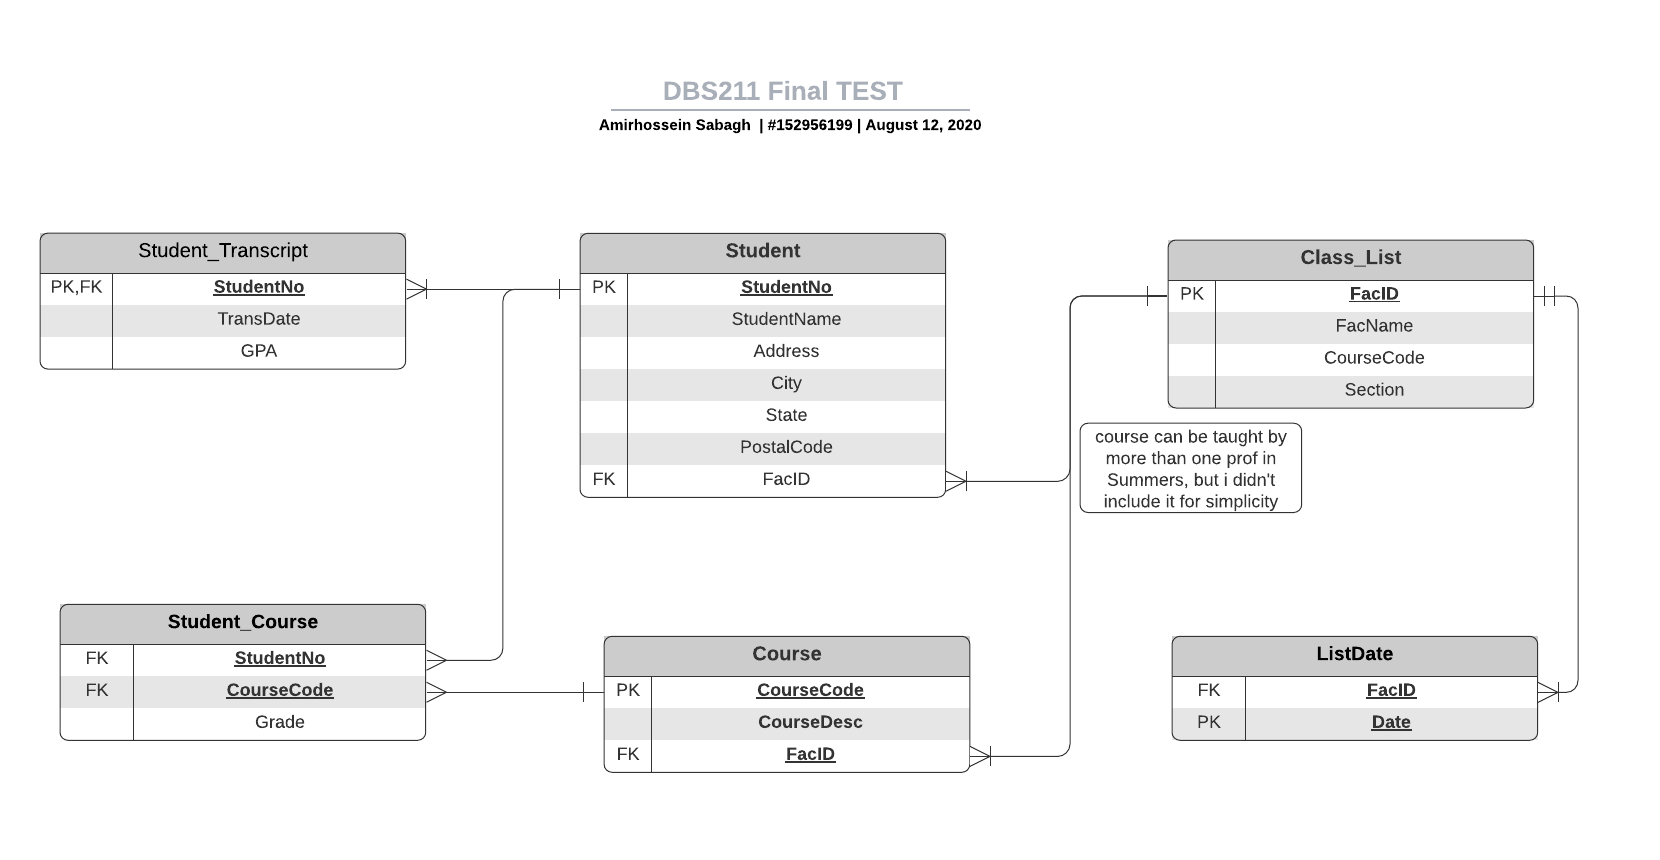 DBS211 Final TEST
Amirhossein Sabagh | #152956199 | August 12, 2020
Student_Transcript
PK,FK StudentNo
TransDate
GPA
Student
PK StudentNo
StudentName
Address
City
State
PostalCode
FK FacID
Class_List
PK FacID
FacName
CourseCode
Section
course can be taught by
more than one prof in
Summers, but i didn't
include it for simplicity
Student_Course
FK StudentNo
FK CourseCode
Grade
Course
PK CourseCode
CourseDesc
FK FacID
ListDate
FK FacID
PK Date